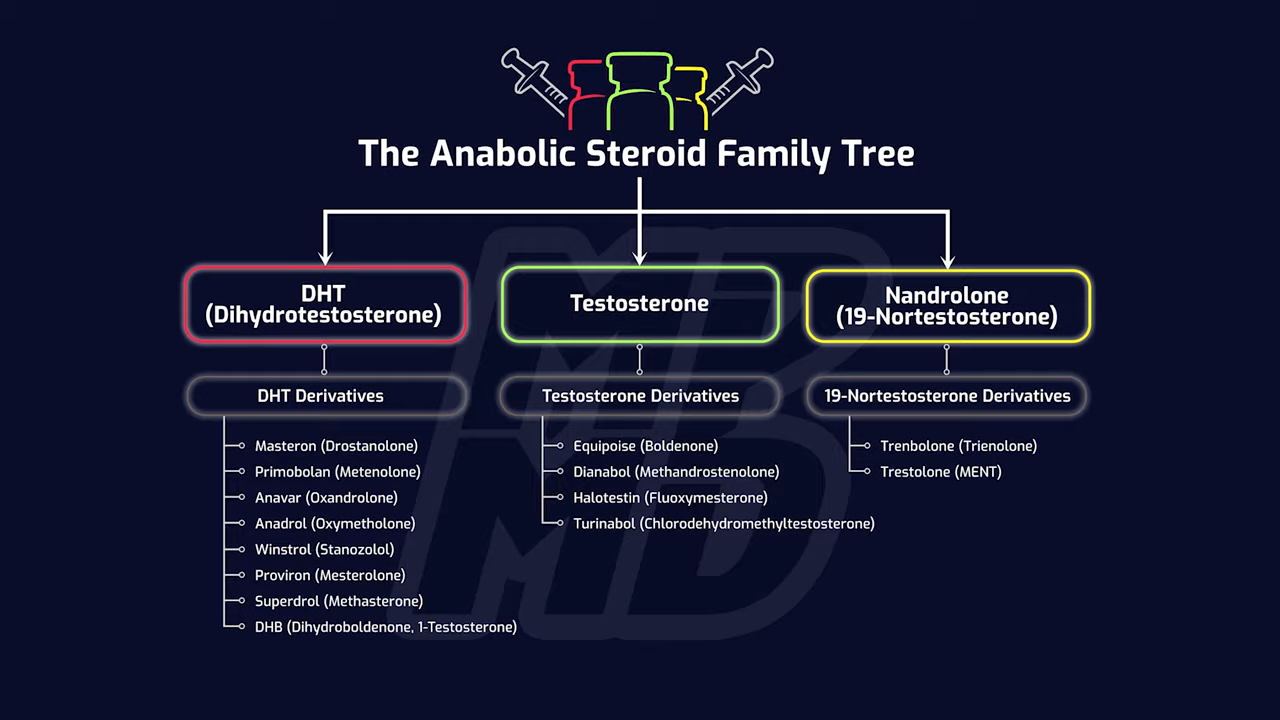 The Anabolic Steroid Family Tree
DHT
(Dihydrotestosterone)
DHT Derivatives
Masteron (Drostanolone)
Primobolan (Metenolone)
Anavar (Oxandrolone)
Anadrol (Oxymetholone)
Winstrol (Stanozolol)
Proviron (Mesterolone)
Superdrol (Methasterone)
DHB (Dihydroboldenone, 1-Testosterone)
Testosterone
Testosterone Derivatives
Equipoise (Boldenone)
Dianabol (Methandrostenolone)
Halotestin (Fluoxymesterone)
Turinabol (Chlorodehydromethyltestosterone)
Nandrolone
(19-Nortestosterone)
19-Nortestosterone Derivatives
Trenbolone (Trienolone)
Trestolone (MENT)